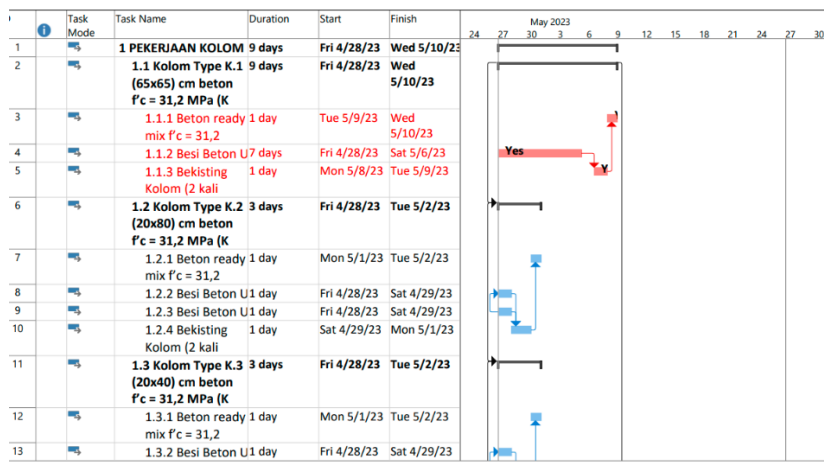 Task Mode Task Name Duration Start Finish
May 2023
24 27 30 3 6 9 12 15 18 21 24 27 30
1 1 PEKERJAAN KOLOM 9 days Fri 4/28/23 Wed 5/10/23
2 1.1 Kolom Type K.1 9 days Fri 4/28/23 Wed
(65x65) cm beton 5/10/23
f'c = 31,2 MPa (K
3 1.1.1 Beton ready 1 day Tue 5/9/23 Wed
mix f'c = 31,2 5/10/23
4 1.1.2 Besi Beton U 7 days Fri 4/28/23 Sat 5/6/23 Yes
5 1.1.3 Bekisting 1 day Mon 5/8/23 Tue 5/9/23 Y
Kolom (2 kali
6 1.2 Kolom Type K.2 3 days Fri 4/28/23 Tue 5/2/23
(20x80) cm beton
f'c = 31,2 MPa (K
7 1.2.1 Beton ready 1 day Mon 5/1/23 Tue 5/2/23
mix f'c = 31,2
8 1.2.2 Besi Beton U 1 day Fri 4/28/23 Sat 4/29/23
9 1.2.3 Besi Beton U 1 day Fri 4/28/23 Sat 4/29/23
10 1.2.4 Bekisting 1 day Sat 4/29/23 Mon 5/1/23
Kolom (2 kali
11 1.3 Kolom Type K.3 3 days Fri 4/28/23 Tue 5/2/23
(20x40) cm beton
f'c = 31,2 MPa (K
12 1.3.1 Beton ready 1 day Mon 5/1/23 Tue 5/2/23
mix f'c = 31,2
13 1.3.2 Besi Beton U 1 day Fri 4/28/23 Sat 4/29/23